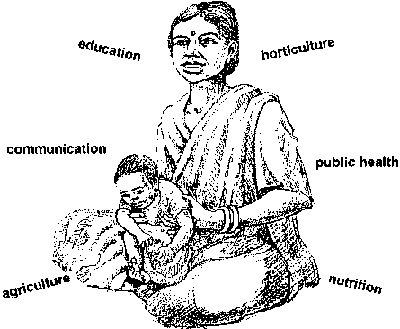 education
horticulture
communication
public health
agriculture
nutrition